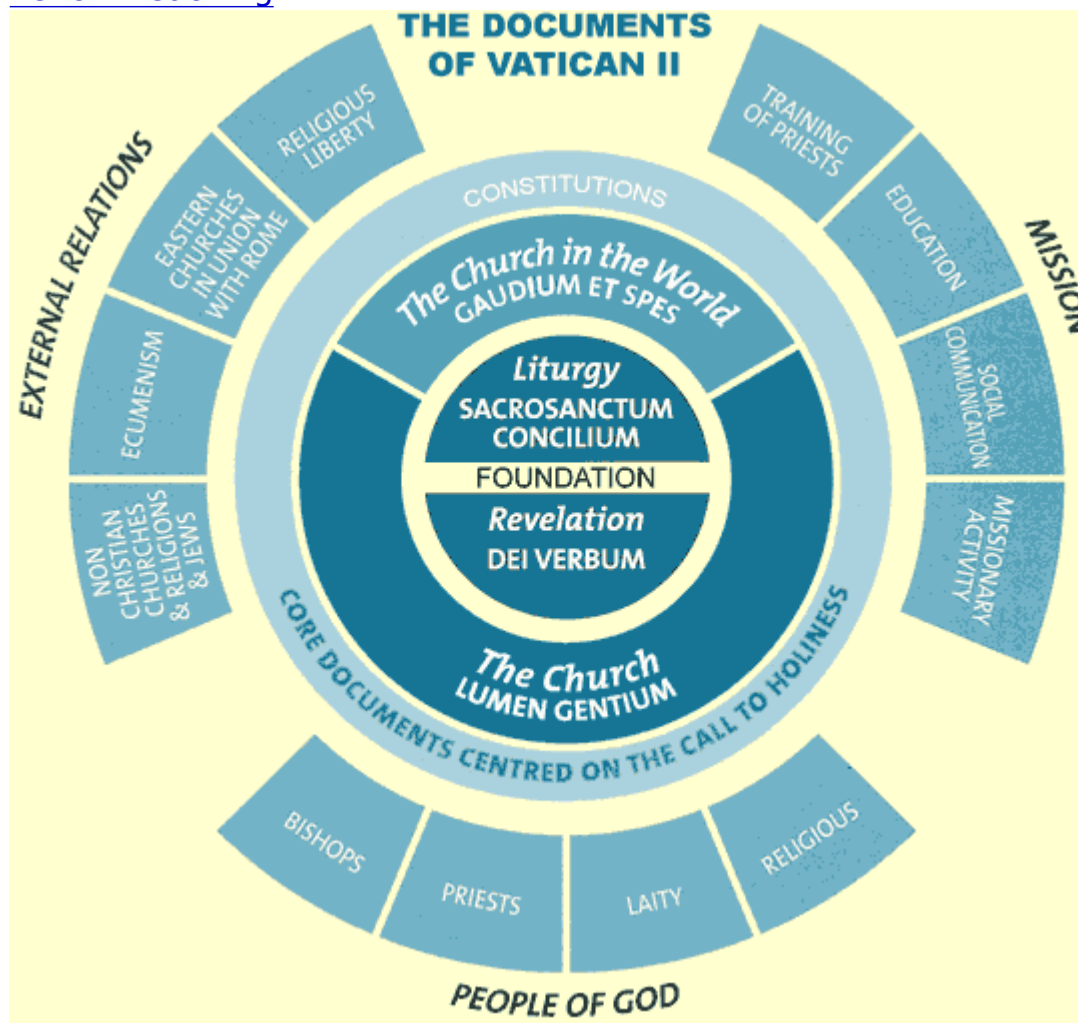 THE DOCUMENTS
OF VATICAN II
EXTERNAL RELATIONS
RELIGIOUS
LIBERTY
EASTERN
CHURCHES
IN UNION
WITH ROME
ECUMENISM
NON
CHRISTIAN
CHURCHES
& RELIGIONS
& JEWS
MISSION
TRAINING
OF PRIESTS
EDUCATION
SOCIAL
COMMUNICATION
MISSIONARY
ACTIVITY
CONSTITUTIONS
The Church in the World
GAUDIUM ET SPES
Liturgy
SACROSANCTUM
CONCILIUM
FOUNDATION
Revelation
DEI VERBUM
The Church
LUMEN GENTIUM
CORE DOCUMENTS CENTRED ON THE CALL TO HOLINESS
BISHOPS
PRIESTS
LAITY
RELIGIOUS
PEOPLE OF GOD